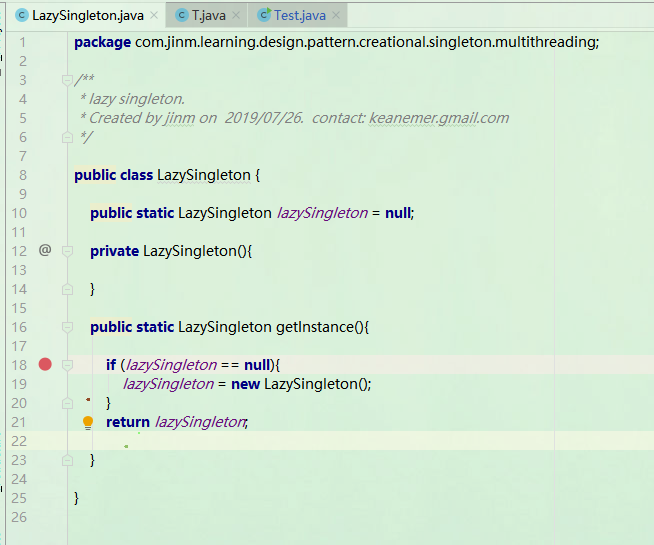 LazySingleton.java × T.java × Test.java ×
1 package com.jinm.learning.design.pattern.creational.singleton.multithreading;
2
3 /**
4 * lazy singleton.
5 * Created by jinm on 2019/07/26. contact: keanemer.gmail.com
6 */
7
8 public class LazySingleton {
9
10 public static LazySingleton lazySingleton = null;
11
12 @ private LazySingleton(){
13
14 }
15
16 public static LazySingleton getInstance(){
17
18 if (lazySingleton == null){
19 lazySingleton = new LazySingleton();
20 }
21 return lazySingleton;
22
23 }
24
25 }
26